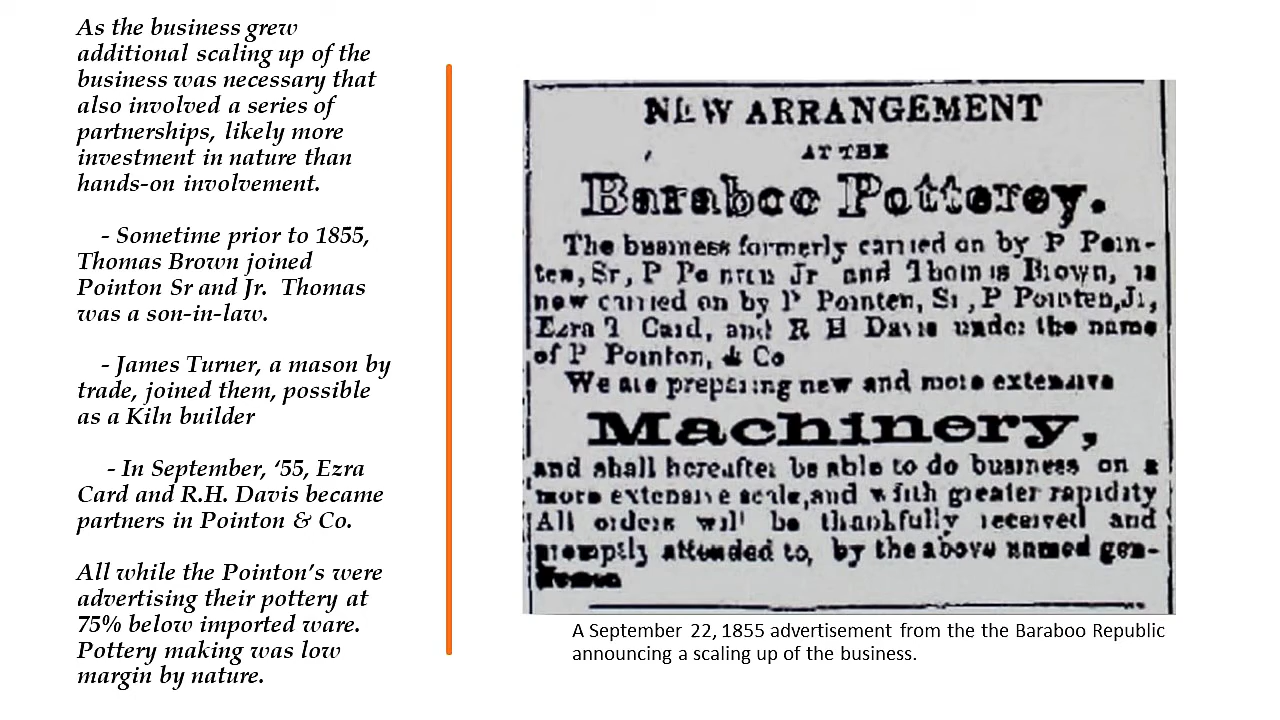 As the business grew
additional scaling up of the
business was necessary that
also involved a series of
partnerships, likely more
investment in nature than
hands-on involvement.
- Sometime prior to 1855,
Thomas Brown joined
Pointon Sr and Jr. Thomas
was a son-in-law.
- James Turner, a mason by
trade, joined them, possible
as a Kiln builder
- In September, ‘55, Ezra
Card and R.H. Davis became
partners in Pointon & Co.
All while the Pointon’s were
advertising their pottery at
75% below imported ware.
Pottery making was low
margin by nature.
NEW ARRANGEMENT
AT THE
Baraboo Potterey.
The business formerly carried on by P Poin-
ten, Sr, P Pointen Jr and Thomas Brown, is
now carried on by P Pointen, Sr, P Pointen, Jr,
Ezra T Card, and R H Davis under the name
of P Pointon, & Co
We are preparing new and more extensive
Machinery,
and shall hereafter be able to do business on a
more extensive scale, and with greater rapidity
All orders will be thankfully received and
promptly attended to, by the above named gen-
A September 22, 1855 advertisement from the the Baraboo Republic
announcing a scaling up of the business.